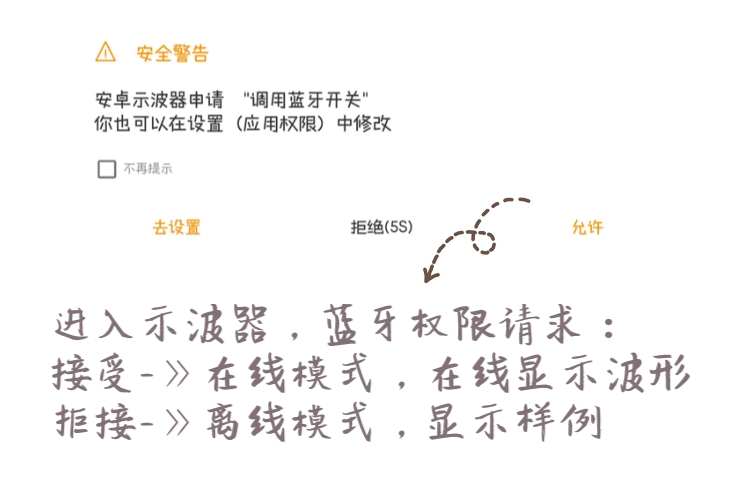 安全警告
安卓示波器申请 "调用蓝牙开关"
你也可以在设置（应用权限）中修改
不再提示
去设置 拒绝(5S) 允许
进入示波器，蓝牙权限请求：
接受-》在线模式，在线显示波形
拒接-》离线模式，显示样例